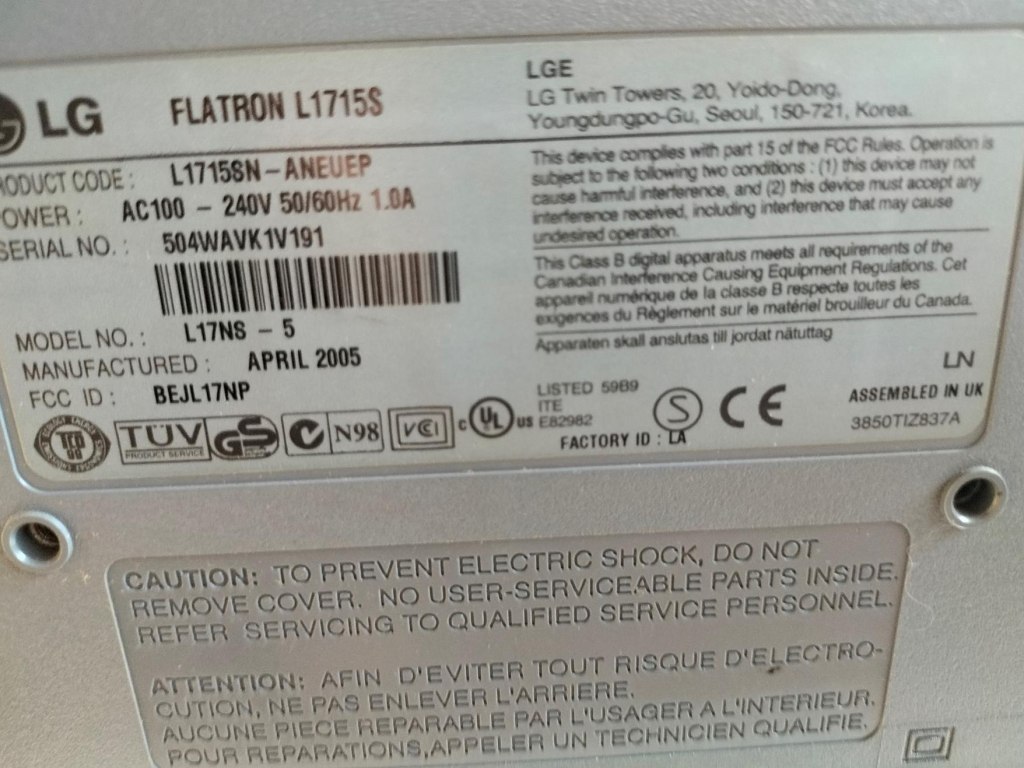 LG FLATRON L1715S
LGE
LG Twin Towers, 20, Yoido-Dong,
Youngdungpo-Gu, Seoul, 150-721, Korea.
RODUCT CODE : L1715SN-ANEUEP
POWER : AC100 - 240V 50/60Hz 1.0A
SERIAL NO. : 504WAVK1V191
MODEL NO. : L17NS - 5
MANUFACTURED : APRIL 2005
FCC ID : BEJL17NP
This device complies with part 15 of the FCC Rules. Operation is
subject to the following two conditions : (1) this device may not
cause harmful interference, and (2) this device must accept any
interference received, including interference that may cause
undesired operation.
This Class B digital apparatus meets all requirements of the
Canadian Interference Causing Equipment Regulations. Cet
appareil numérique de la classe B respecte toutes les
exigences du Règlement sur le matériel brouilleur du Canada.
Apparaten skall anslutas till jordat nätuttag
LN
TCO 99
TÜV
PRODUCT SERVICE
GS
N98
VCI
c UL US
LISTED 59B9
ITE
E82982
FACTORY ID : LA
S
CE
ASSEMBLED IN UK
3850TIZ837A
CAUTION: TO PREVENT ELECTRIC SHOCK, DO NOT
REMOVE COVER. NO USER-SERVICEABLE PARTS INSIDE.
REFER SERVICING TO QUALIFIED SERVICE PERSONNEL.
ATTENTION: AFIN D'EVITER TOUT RISQUE D'ELECTRO-
CUTION, NE PAS ENLEVER L'ARRIERE.
AUCUNE PIECE REPARABLE PAR L'USAGER A L'INTERIEUR.
POUR REPARATIONS, APPELER UN TECHNICIEN QUALIFIE.